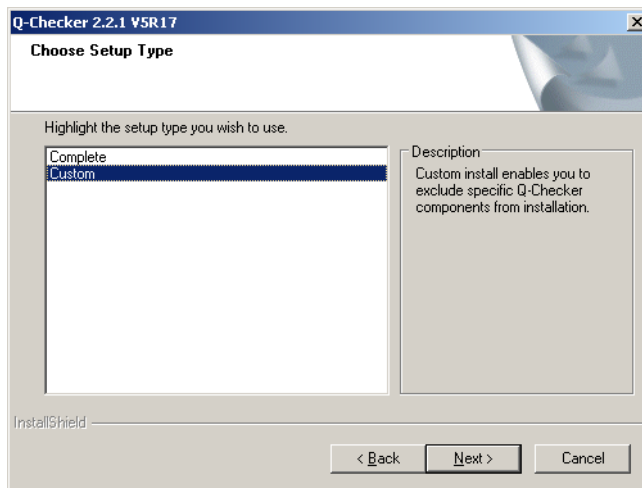 Q-Checker 2.2.1 V5R17
Choose Setup Type
Highlight the setup type you wish to use.
Complete
Custom
Description
Custom install enables you to
exclude specific Q-Checker
components from installation.
InstallShield
< Back
Next >
Cancel